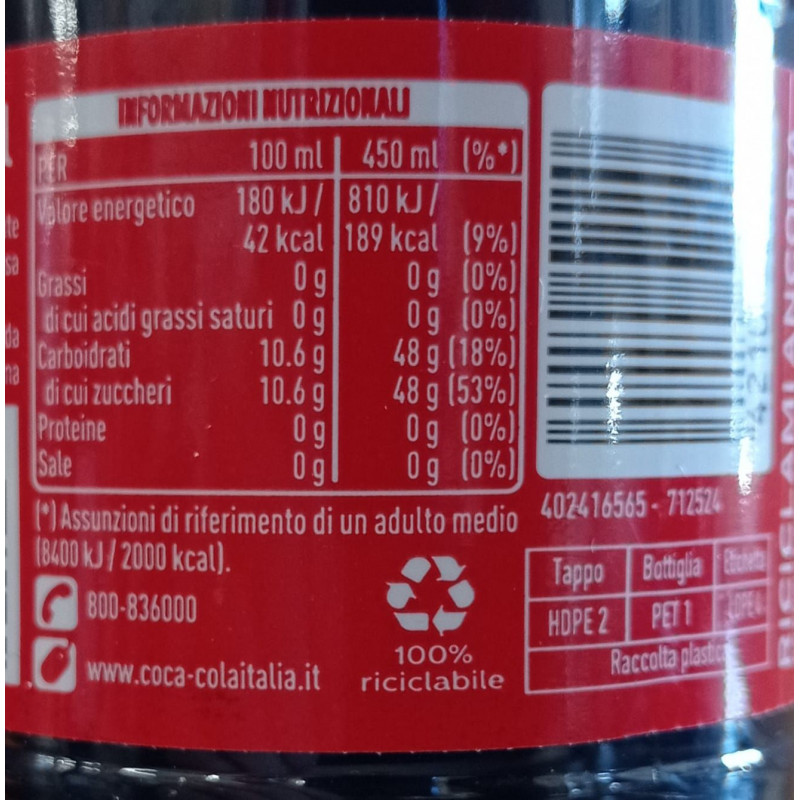 INFORMAZIONI NUTRIZIONALI
PER 100 ml 450 ml (%*)
Valore energetico 180 kJ / 810 kJ /
42 kcal 189 kcal (9%)
Grassi 0 g 0 g (0%)
di cui acidi grassi saturi 0 g 0 g (0%)
Carboidrati 10.6 g 48 g (18%)
di cui zuccheri 10.6 g 48 g (53%)
Proteine 0 g 0 g (0%)
Sale 0 g 0 g (0%)
(*) Assunzioni di riferimento di un adulto medio
(8400 kJ / 2000 kcal).
800-836000
www.coca-colaitalia.it
100%
riciclabile
402416565 - 712524
Tappo Bottiglia Etichetta
HDPE 2 PET 1 LDPE 4
Raccolta plastica
RICICLAMI ANCORA